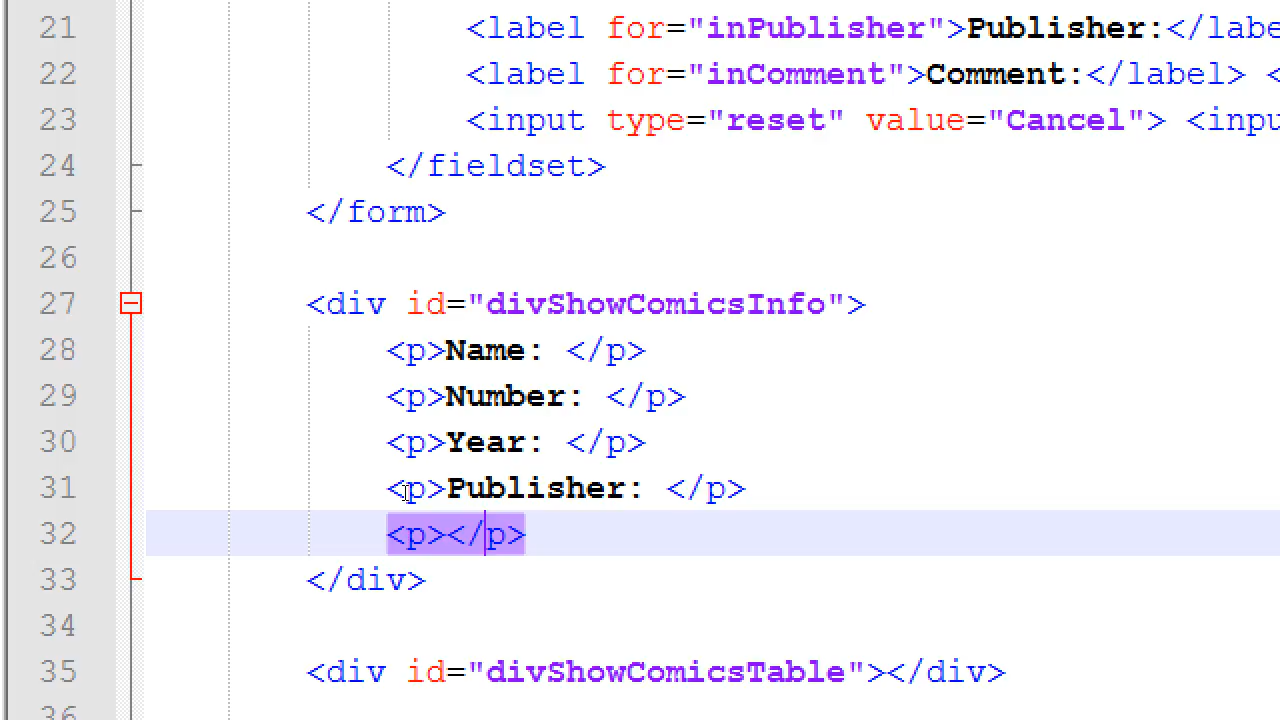 21 <label for="inPublisher">Publisher:</labe
22 <label for="inComment">Comment:</label> <
23 <input type="reset" value="Cancel"> <inpu
24 </fieldset>
25 </form>
26
27 <div id="divShowComicsInfo">
28 <p>Name: </p>
29 <p>Number: </p>
30 <p>Year: </p>
31 <p>Publisher: </p>
32 <p></p>
33 </div>
34
35 <div id="divShowComicsTable"></div>
36